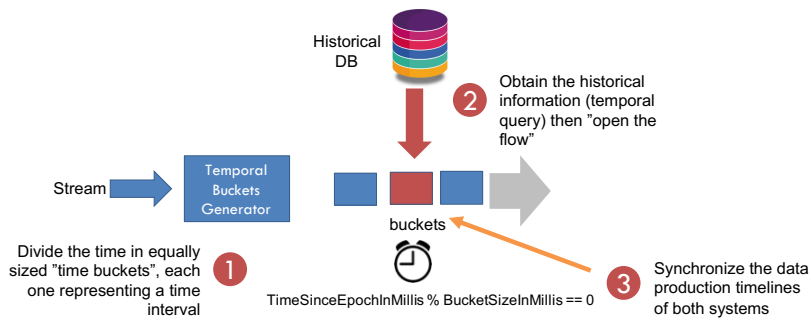 Historical
DB
2
Obtain the historical
information (temporal
query) then ”open the
flow”
Stream
Temporal
Buckets
Generator
buckets
Divide the time in equally
sized ”time buckets”, each
one representing a time
interval
1
TimeSinceEpochInMillis % BucketSizeInMillis == 0
3
Synchronize the data
production timelines
of both systems